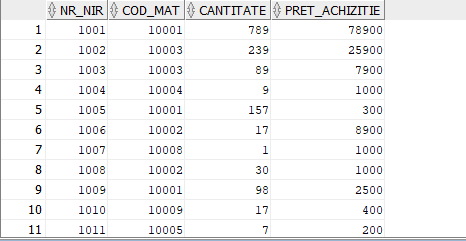 NR_NIR COD_MAT CANTITATE PRET_ACHIZITIE
1 1001 10001 789 78900
2 1002 10003 239 25900
3 1003 10003 89 7900
4 1004 10004 9 1000
5 1005 10001 157 300
6 1006 10002 17 8900
7 1007 10008 1 1000
8 1008 10002 30 1000
9 1009 10001 98 2500
10 1010 10009 17 400
11 1011 10005 7 200